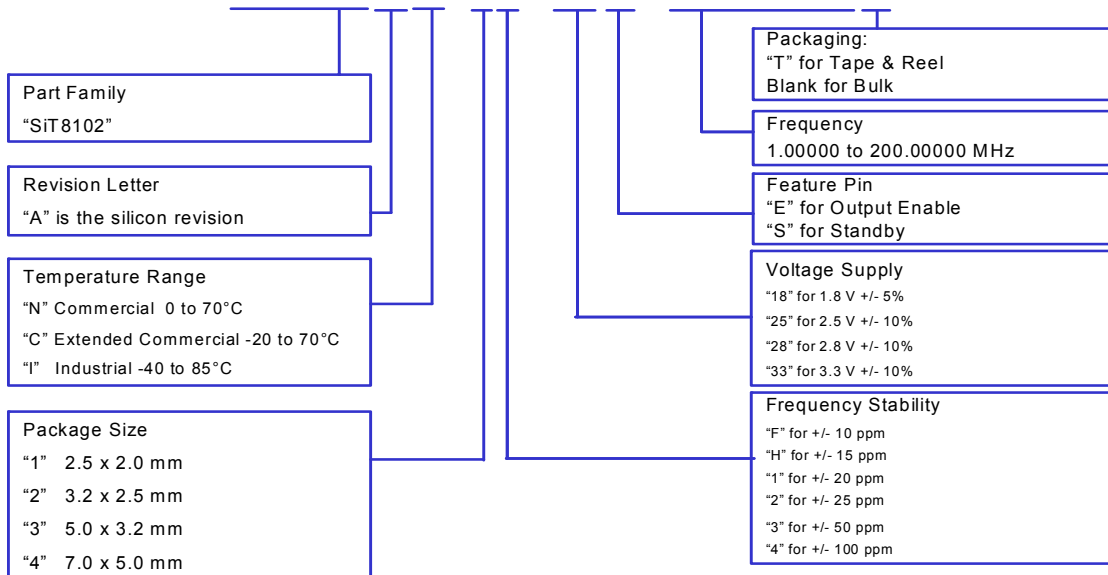 Part Family
“SiT8102”
Revision Letter
“A” is the silicon revision
Temperature Range
“N” Commercial 0 to 70°C
“C” Extended Commercial -20 to 70°C
“I” Industrial -40 to 85°C
Package Size
“1” 2.5 x 2.0 mm
“2” 3.2 x 2.5 mm
“3” 5.0 x 3.2 mm
“4” 7.0 x 5.0 mm
Packaging:
“T” for Tape & Reel
Blank for Bulk
Frequency
1.00000 to 200.00000 MHz
Feature Pin
“E” for Output Enable
“S” for Standby
Voltage Supply
“18” for 1.8 V +/- 5%
“25” for 2.5 V +/- 10%
“28” for 2.8 V +/- 10%
“33” for 3.3 V +/- 10%
Frequency Stability
“F” for +/- 10 ppm
“H” for +/- 15 ppm
“1” for +/- 20 ppm
“2” for +/- 25 ppm
“3” for +/- 50 ppm
“4” for +/- 100 ppm